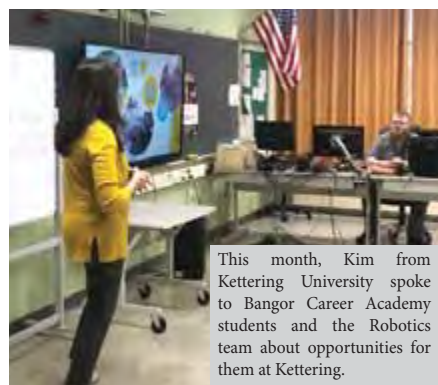 This month, Kim from
Kettering University spoke
to Bangor Career Academy
students and the Robotics
team about opportunities for
them at Kettering.